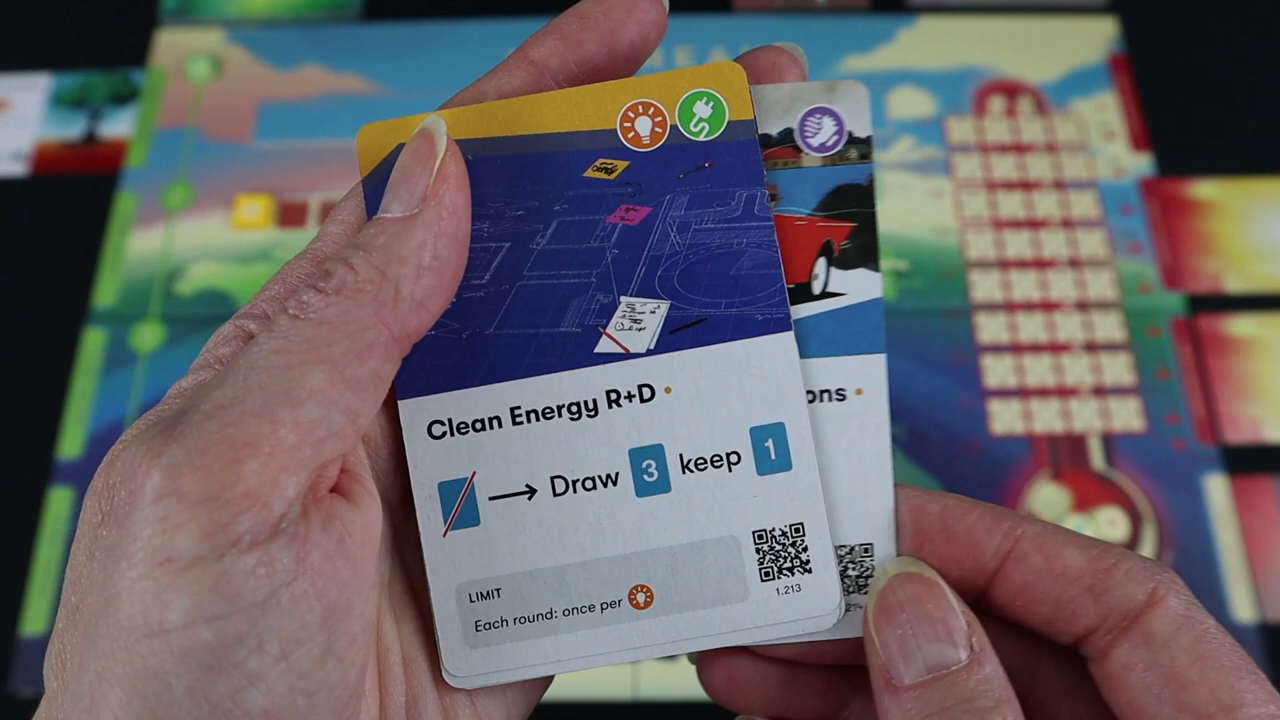 Clean Energy R+D
Draw 3 keep 1
LIMIT
Each round: once per
1.213
ons